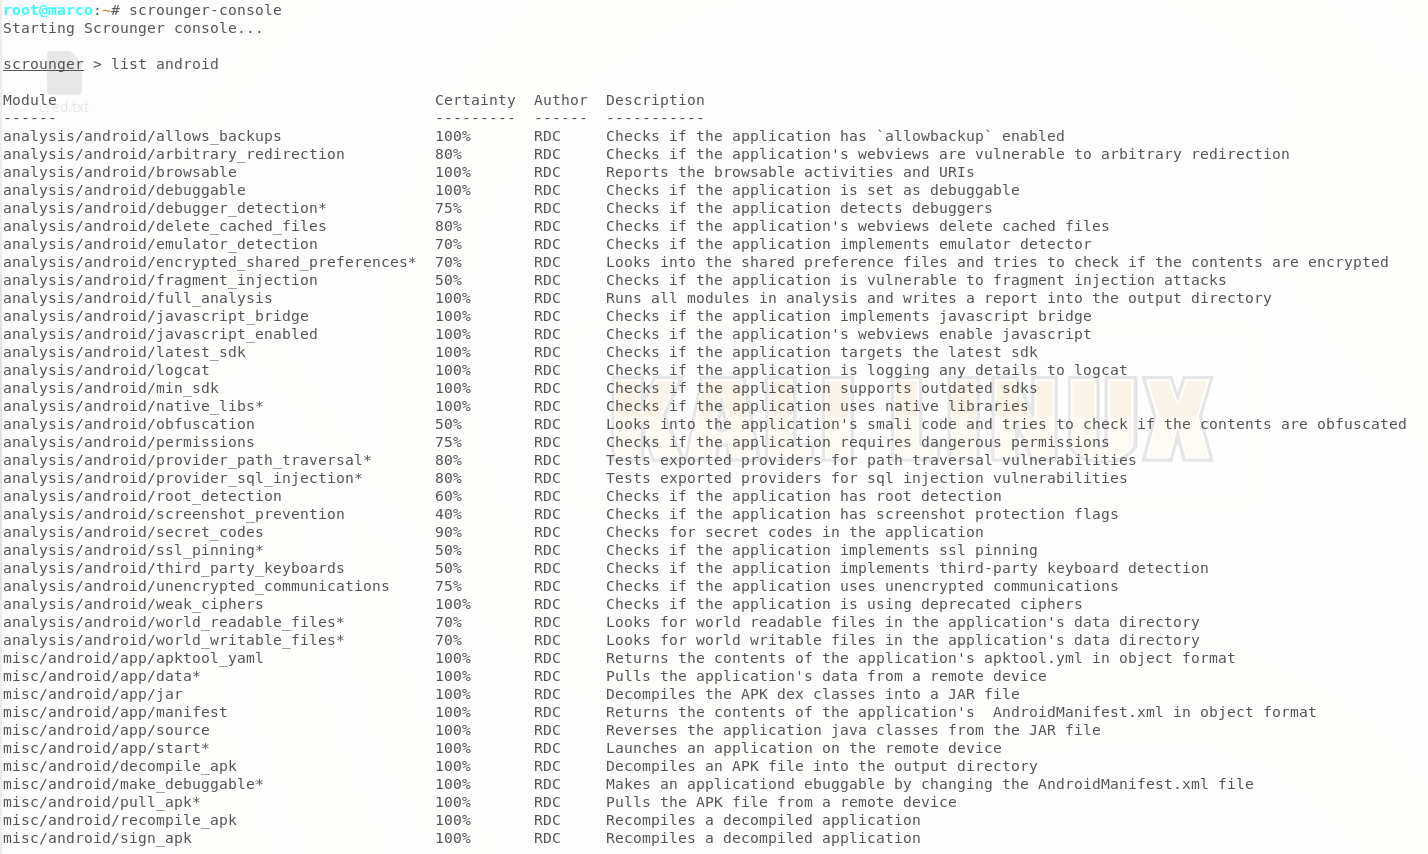 root@marco:~# scrounger-console
Starting Scrounger console...
scrounger > list android
cred.txt
Module Certainty Author Description
------ --------- ------ -----------
analysis/android/allows_backups 100% RDC Checks if the application has `allowbackup` enabled
analysis/android/arbitrary_redirection 80% RDC Checks if the application's webviews are vulnerable to arbitrary redirection
analysis/android/browsable 100% RDC Reports the browsable activities and URIs
analysis/android/debuggable 100% RDC Checks if the application is set as debuggable
analysis/android/debugger_detection* 75% RDC Checks if the application detects debuggers
analysis/android/delete_cached_files 80% RDC Checks if the application's webviews delete cached files
analysis/android/emulator_detection 70% RDC Checks if the application implements emulator detector
analysis/android/encrypted_shared_preferences* 70% RDC Looks into the shared preference files and tries to check if the contents are encrypted
analysis/android/fragment_injection 50% RDC Checks if the application is vulnerable to fragment injection attacks
analysis/android/full_analysis 100% RDC Runs all modules in analysis and writes a report into the output directory
analysis/android/javascript_bridge 100% RDC Checks if the application implements javascript bridge
analysis/android/javascript_enabled 100% RDC Checks if the application's webviews enable javascript
analysis/android/latest_sdk 100% RDC Checks if the application targets the latest sdk
analysis/android/logcat 100% RDC Checks if the application is logging any details to logcat
analysis/android/min_sdk 100% RDC Checks if the application supports outdated sdks
analysis/android/native_libs* 100% RDC Checks if the application uses native libraries
KALI LINUX
analysis/android/obfuscation 50% RDC Looks into the application's smali code and tries to check if the contents are obfuscated
analysis/android/permissions 75% RDC Checks if the application requires dangerous permissions
analysis/android/provider_path_traversal* 80% RDC Tests exported providers for path traversal vulnerabilities
analysis/android/provider_sql_injection* 80% RDC Tests exported providers for sql injection vulnerabilities
analysis/android/root_detection 60% RDC Checks if the application has root detection
analysis/android/screenshot_prevention 40% RDC Checks if the application has screenshot protection flags
analysis/android/secret_codes 90% RDC Checks for secret codes in the application
analysis/android/ssl_pinning* 50% RDC Checks if the application implements ssl pinning
analysis/android/third_party_keyboards 50% RDC Checks if the application implements third-party keyboard detection
analysis/android/unencrypted_communications 75% RDC Checks if the application uses unencrypted communications
analysis/android/weak_ciphers 100% RDC Checks if the application is using deprecated ciphers
analysis/android/world_readable_files* 70% RDC Looks for world readable files in the application's data directory
analysis/android/world_writable_files* 70% RDC Looks for world writable files in the application's data directory
misc/android/app/apktool_yaml 100% RDC Returns the contents of the application's apktool.yml in object format
misc/android/app/data* 100% RDC Pulls the application's data from a remote device
misc/android/app/jar 100% RDC Decompiles the APK dex classes into a JAR file
misc/android/app/manifest 100% RDC Returns the contents of the application's  AndroidManifest.xml in object format
misc/android/app/source 100% RDC Reverses the application java classes from the JAR file
misc/android/app/start* 100% RDC Launches an application on the remote device
misc/android/decompile_apk 100% RDC Decompiles an APK file into the output directory
misc/android/make_debuggable* 100% RDC Makes an applicationd ebuggable by changing the AndroidManifest.xml file
misc/android/pull_apk* 100% RDC Pulls the APK file from a remote device
misc/android/recompile_apk 100% RDC Recompiles a decompiled application
misc/android/sign_apk 100% RDC Recompiles a decompiled application